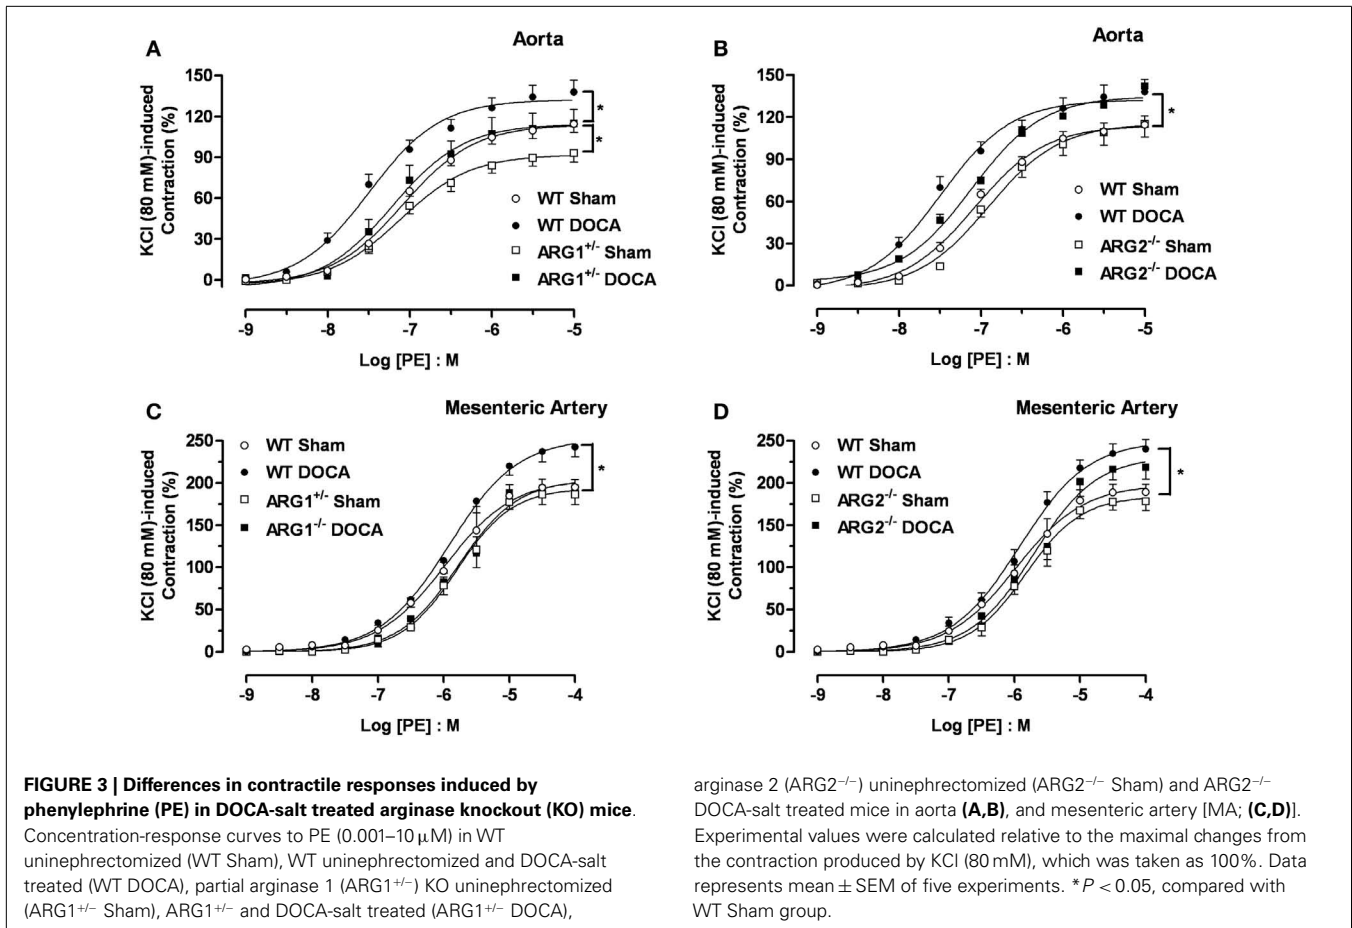 A
Aorta
KCl (80 mM)-induced
Contraction (%)
150
120
90
60
30
0
*
*
WT Sham
WT DOCA
ARG1+/- Sham
ARG1+/- DOCA
-9 -8 -7 -6 -5
Log [PE] : M
B
Aorta
KCl (80 mM)-induced
Contraction (%)
150
120
90
60
30
0
*
WT Sham
WT DOCA
ARG2-/- Sham
ARG2-/- DOCA
-9 -8 -7 -6 -5
Log [PE] : M
C
Mesenteric Artery
KCl (80 mM)-induced
Contraction (%)
250
200
150
100
50
0
WT Sham
WT DOCA
ARG1+/- Sham
ARG1-/- DOCA
*
-9 -8 -7 -6 -5 -4
Log [PE] : M
D
Mesenteric Artery
KCl (80 mM)-induced
Contraction (%)
250
200
150
100
50
0
WT Sham
WT DOCA
ARG2-/- Sham
ARG2-/- DOCA
*
-9 -8 -7 -6 -5 -4
Log [PE] : M
FIGURE 3 | Differences in contractile responses induced by
phenylephrine (PE) in DOCA-salt treated arginase knockout (KO) mice.
Concentration-response curves to PE (0.001–10 μM) in WT
uninephrectomized (WT Sham), WT uninephrectomized and DOCA-salt
treated (WT DOCA), partial arginase 1 (ARG1+/−) KO uninephrectomized
(ARG1+/− Sham), ARG1+/− and DOCA-salt treated (ARG1+/− DOCA),
arginase 2 (ARG2−/−) uninephrectomized (ARG2−/− Sham) and ARG2−/−
DOCA-salt treated mice in aorta (A,B), and mesenteric artery [MA; (C,D)].
Experimental values were calculated relative to the maximal changes from
the contraction produced by KCl (80 mM), which was taken as 100%. Data
represents mean ± SEM of five experiments. *P < 0.05, compared with
WT Sham group.